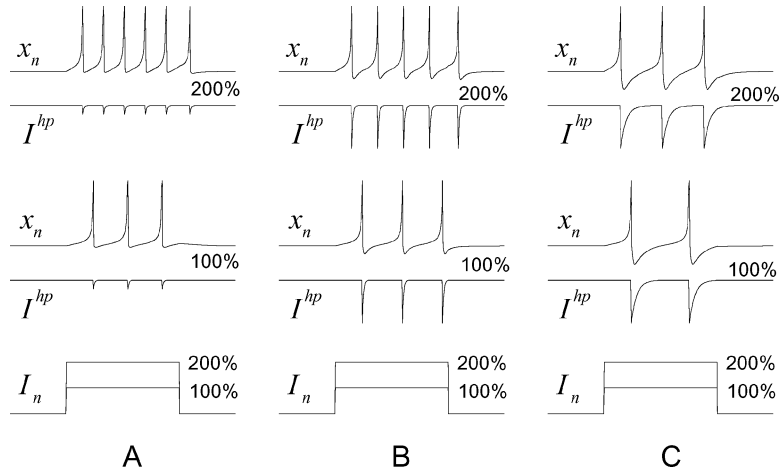 x_n x_n x_n
200% 200% 200%
I^hp I^hp I^hp
x_n x_n x_n
100% 100% 100%
I^hp I^hp I^hp
200% 200% 200%
I_n 100% I_n 100% I_n 100%
A B C